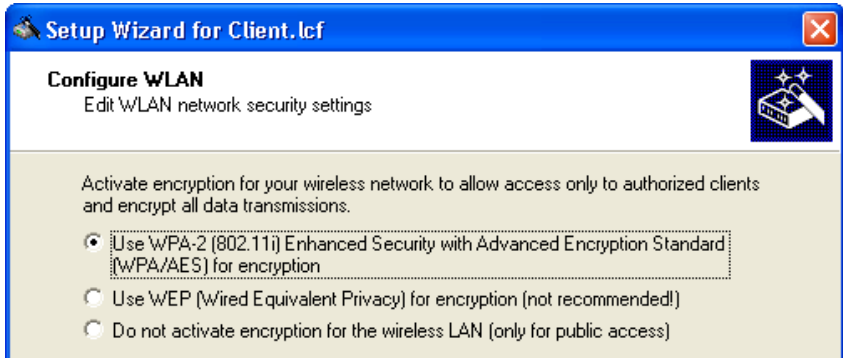 Setup Wizard for Client.lcf
Configure WLAN
Edit WLAN network security settings
Activate encryption for your wireless network to allow access only to authorized clients
and encrypt all data transmissions.
Use WPA-2 (802.11i) Enhanced Security with Advanced Encryption Standard
(WPA/AES) for encryption
Use WEP (Wired Equivalent Privacy) for encryption (not recommended!)
Do not activate encryption for the wireless LAN (only for public access)